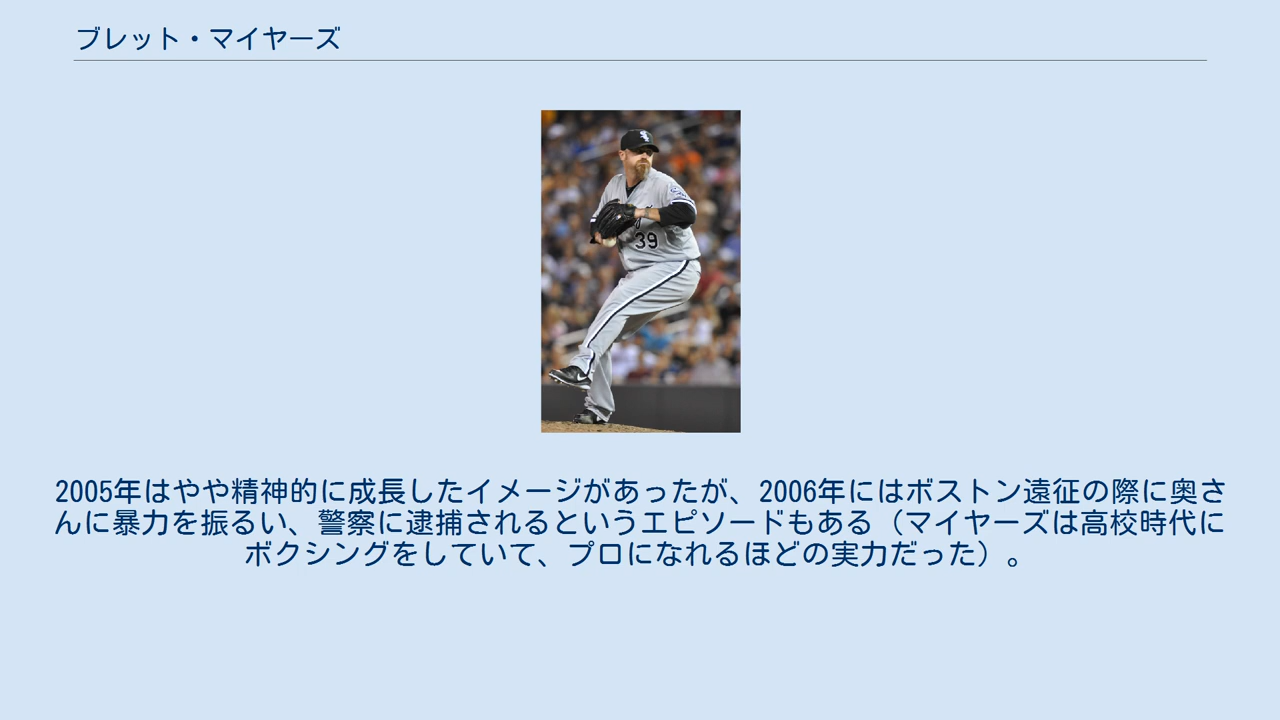 ブレット・マイヤーズ
39
2005年はやや精神的に成長したイメージがあったが、2006年にはボストン遠征の際に奥さ
んに暴力を振るい、警察に逮捕されるというエピソードもある（マイヤーズは高校時代に
ボクシングをしていて、プロになれるほどの実力だった）。